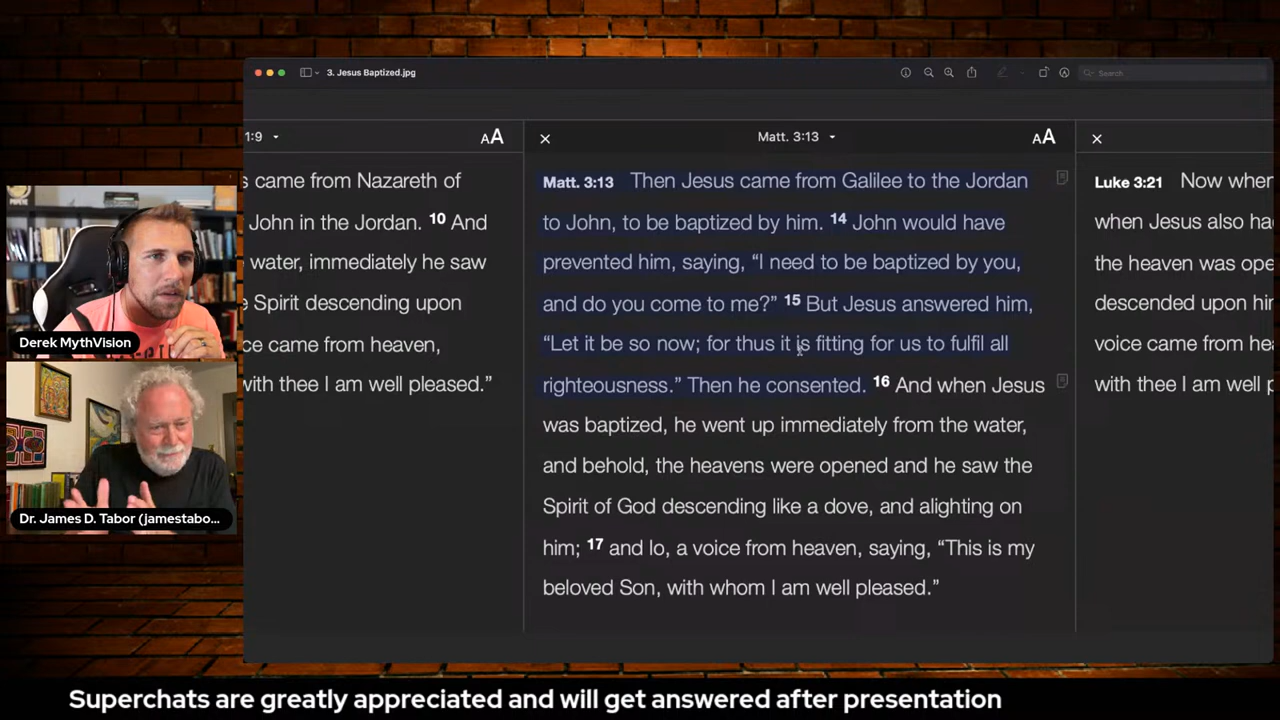 3. Jesus Baptized.jpg
Search
1:9
AA
came from Nazareth of
John in the Jordan. 10 And
water, immediately he saw
Spirit descending upon
came from heaven,
with thee I am well pleased.”
Matt. 3:13
AA
Matt. 3:13 Then Jesus came from Galilee to the Jordan
to John, to be baptized by him. 14 John would have
prevented him, saying, “I need to be baptized by you,
and do you come to me?” 15 But Jesus answered him,
“Let it be so now; for thus it is fitting for us to fulfil all
righteousness.” Then he consented. 16 And when Jesus
was baptized, he went up immediately from the water,
and behold, the heavens were opened and he saw the
Spirit of God descending like a dove, and alighting on
him; 17 and lo, a voice from heaven, saying, “This is my
beloved Son, with whom I am well pleased.”
Luke 3:21 Now when
when Jesus also
the heaven was
descended upon
voice came from
with thee I am well
POPEYE
Derek MythVision
Dr. James D. Tabor (jamestabo...
Superchats are greatly appreciated and will get answered after presentation